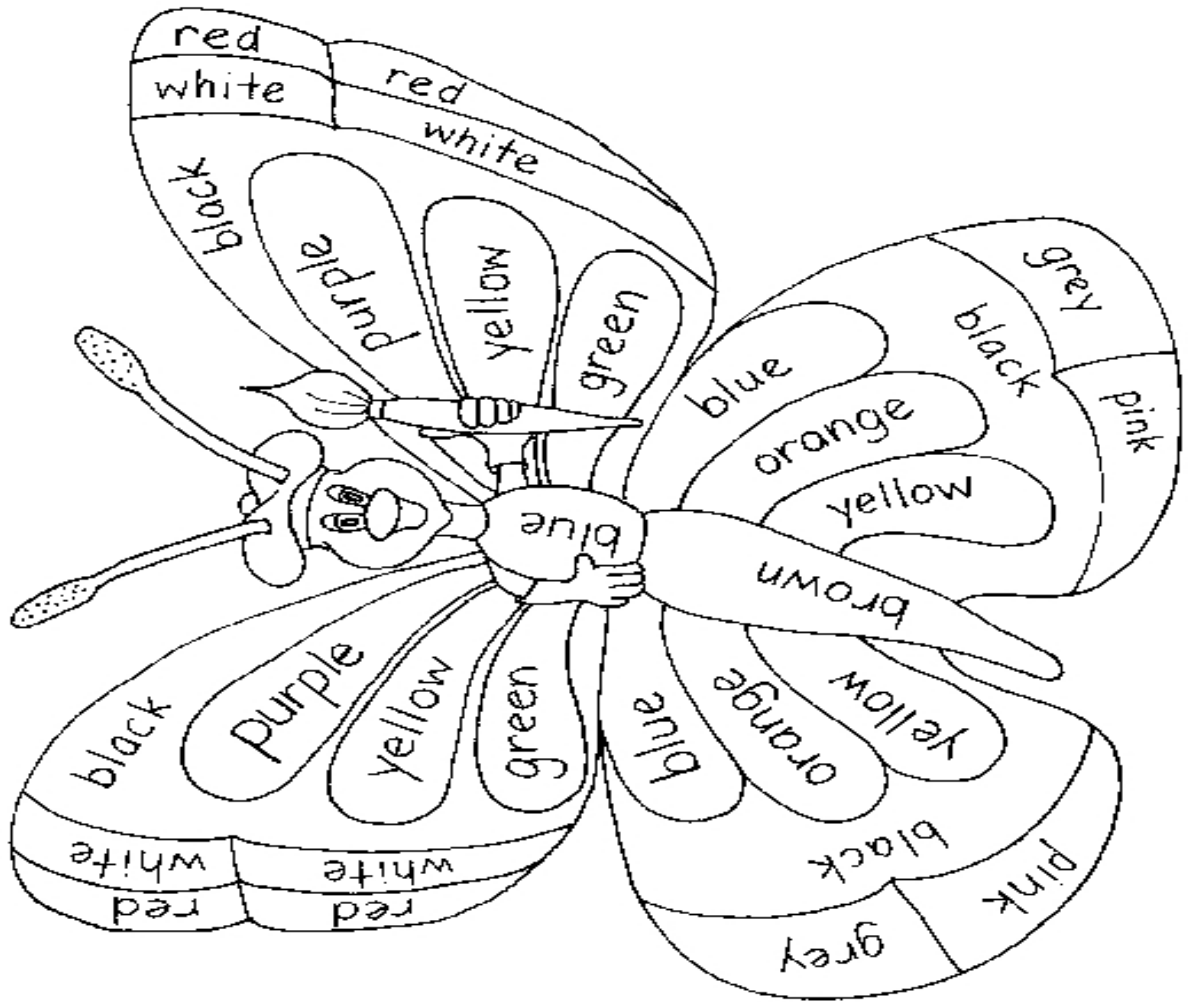 red
white
red
white
black
purple
yellow
green
blue
orange
yellow
black
grey
pink
blue
brown
black
purple
yellow
green
blue
orange
yellow
black
white
red
white
red
grey
pink